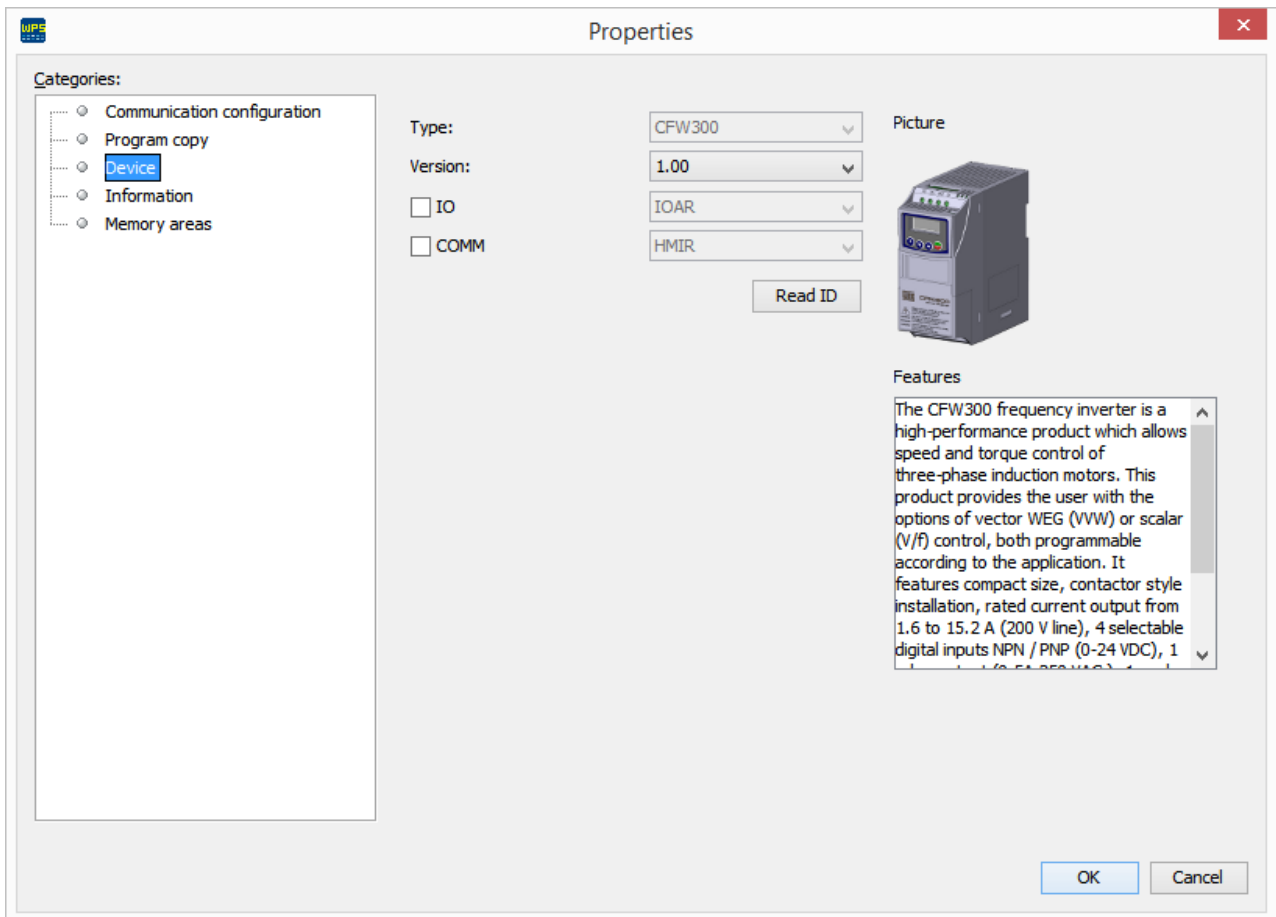 WPS
Properties
Categories:
Communication configuration
Program copy
Device
Information
Memory areas
Type:
CFW300
Version:
1.00
IO
IOAR
COMM
HMIR
Read ID
Picture
Features
The CFW300 frequency inverter is a
high-performance product which allows
speed and torque control of
three-phase induction motors. This
product provides the user with the
options of vector WEG (VVW) or scalar
(V/f) control, both programmable
according to the application. It
features compact size, contactor style
installation, rated current output from
1.6 to 15.2 A (200 V line), 4 selectable
digital inputs NPN / PNP (0-24 VDC), 1
OK
Cancel